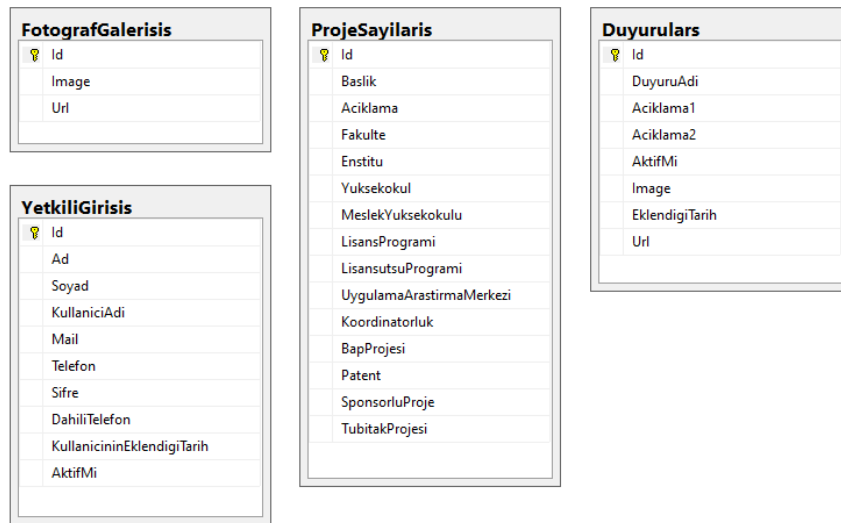 FotografGalerisis
Id
Image
Url
YetkiliGirisis
Id
Ad
Soyad
KullaniciAdi
Mail
Telefon
Sifre
DahiliTelefon
KullanicininEklendigiTarih
AktifMi
ProjeSayilaris
Id
Baslik
Aciklama
Fakulte
Enstitu
Yuksekokul
MeslekYuksekokulu
LisansProgrami
LisansutsuProgrami
UygulamaArastirmaMerkezi
Koordinatorluk
BapProjesi
Patent
SponsorluProje
TubitakProjesi
Duyurulars
Id
DuyuruAdi
Aciklama1
Aciklama2
AktifMi
Image
EklendigiTarih
Url